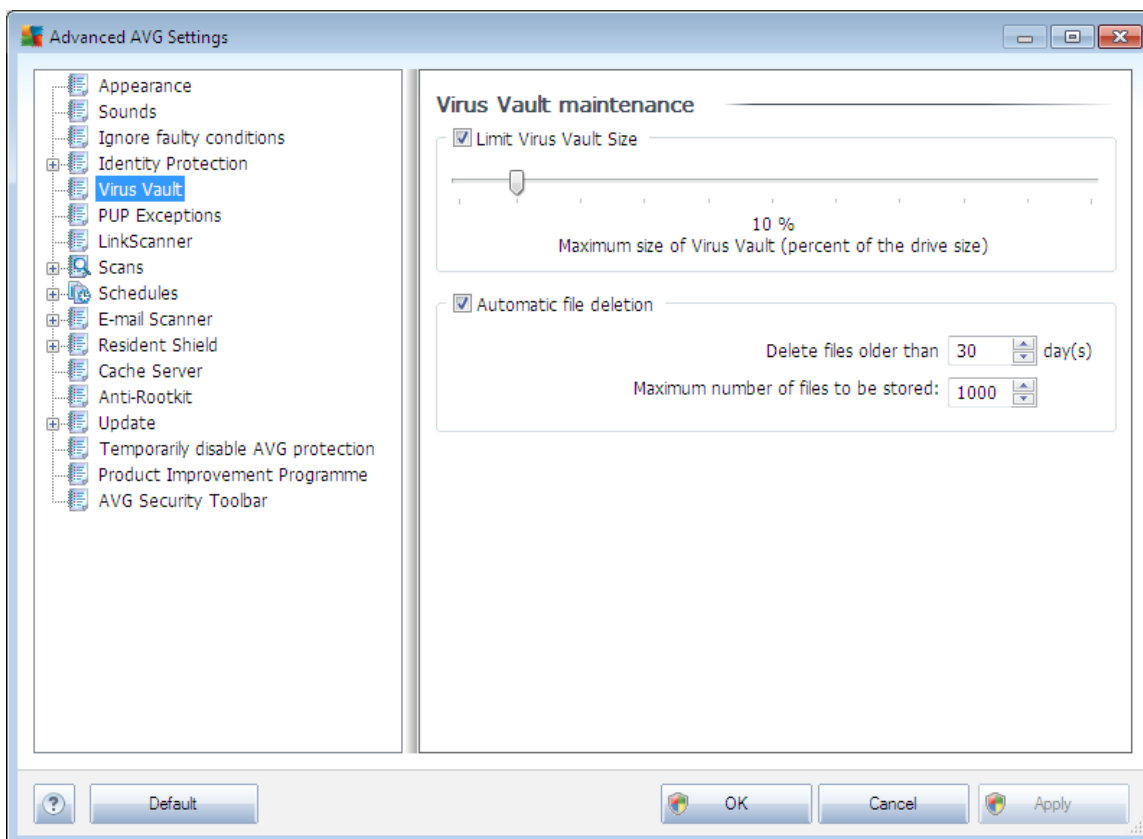 Advanced AVG Settings
Appearance
Sounds
Ignore faulty conditions
Identity Protection
Virus Vault
PUP Exceptions
LinkScanner
Scans
Schedules
E-mail Scanner
Resident Shield
Cache Server
Anti-Rootkit
Update
Temporarily disable AVG protection
Product Improvement Programme
AVG Security Toolbar
Virus Vault maintenance
Limit Virus Vault Size
10 %
Maximum size of Virus Vault (percent of the drive size)
Automatic file deletion
Delete files older than 30 day(s)
Maximum number of files to be stored: 1000
? Default OK Cancel Apply